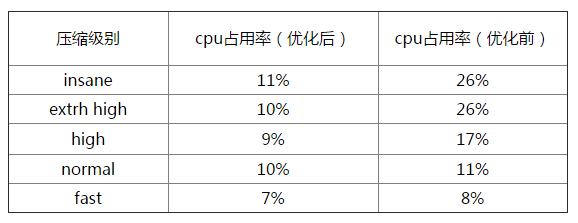 压缩级别 cpu占用率（优化后） cpu占用率（优化前）
insane 11% 26%
extrh high 10% 26%
high 9% 17%
normal 10% 11%
fast 7% 8%